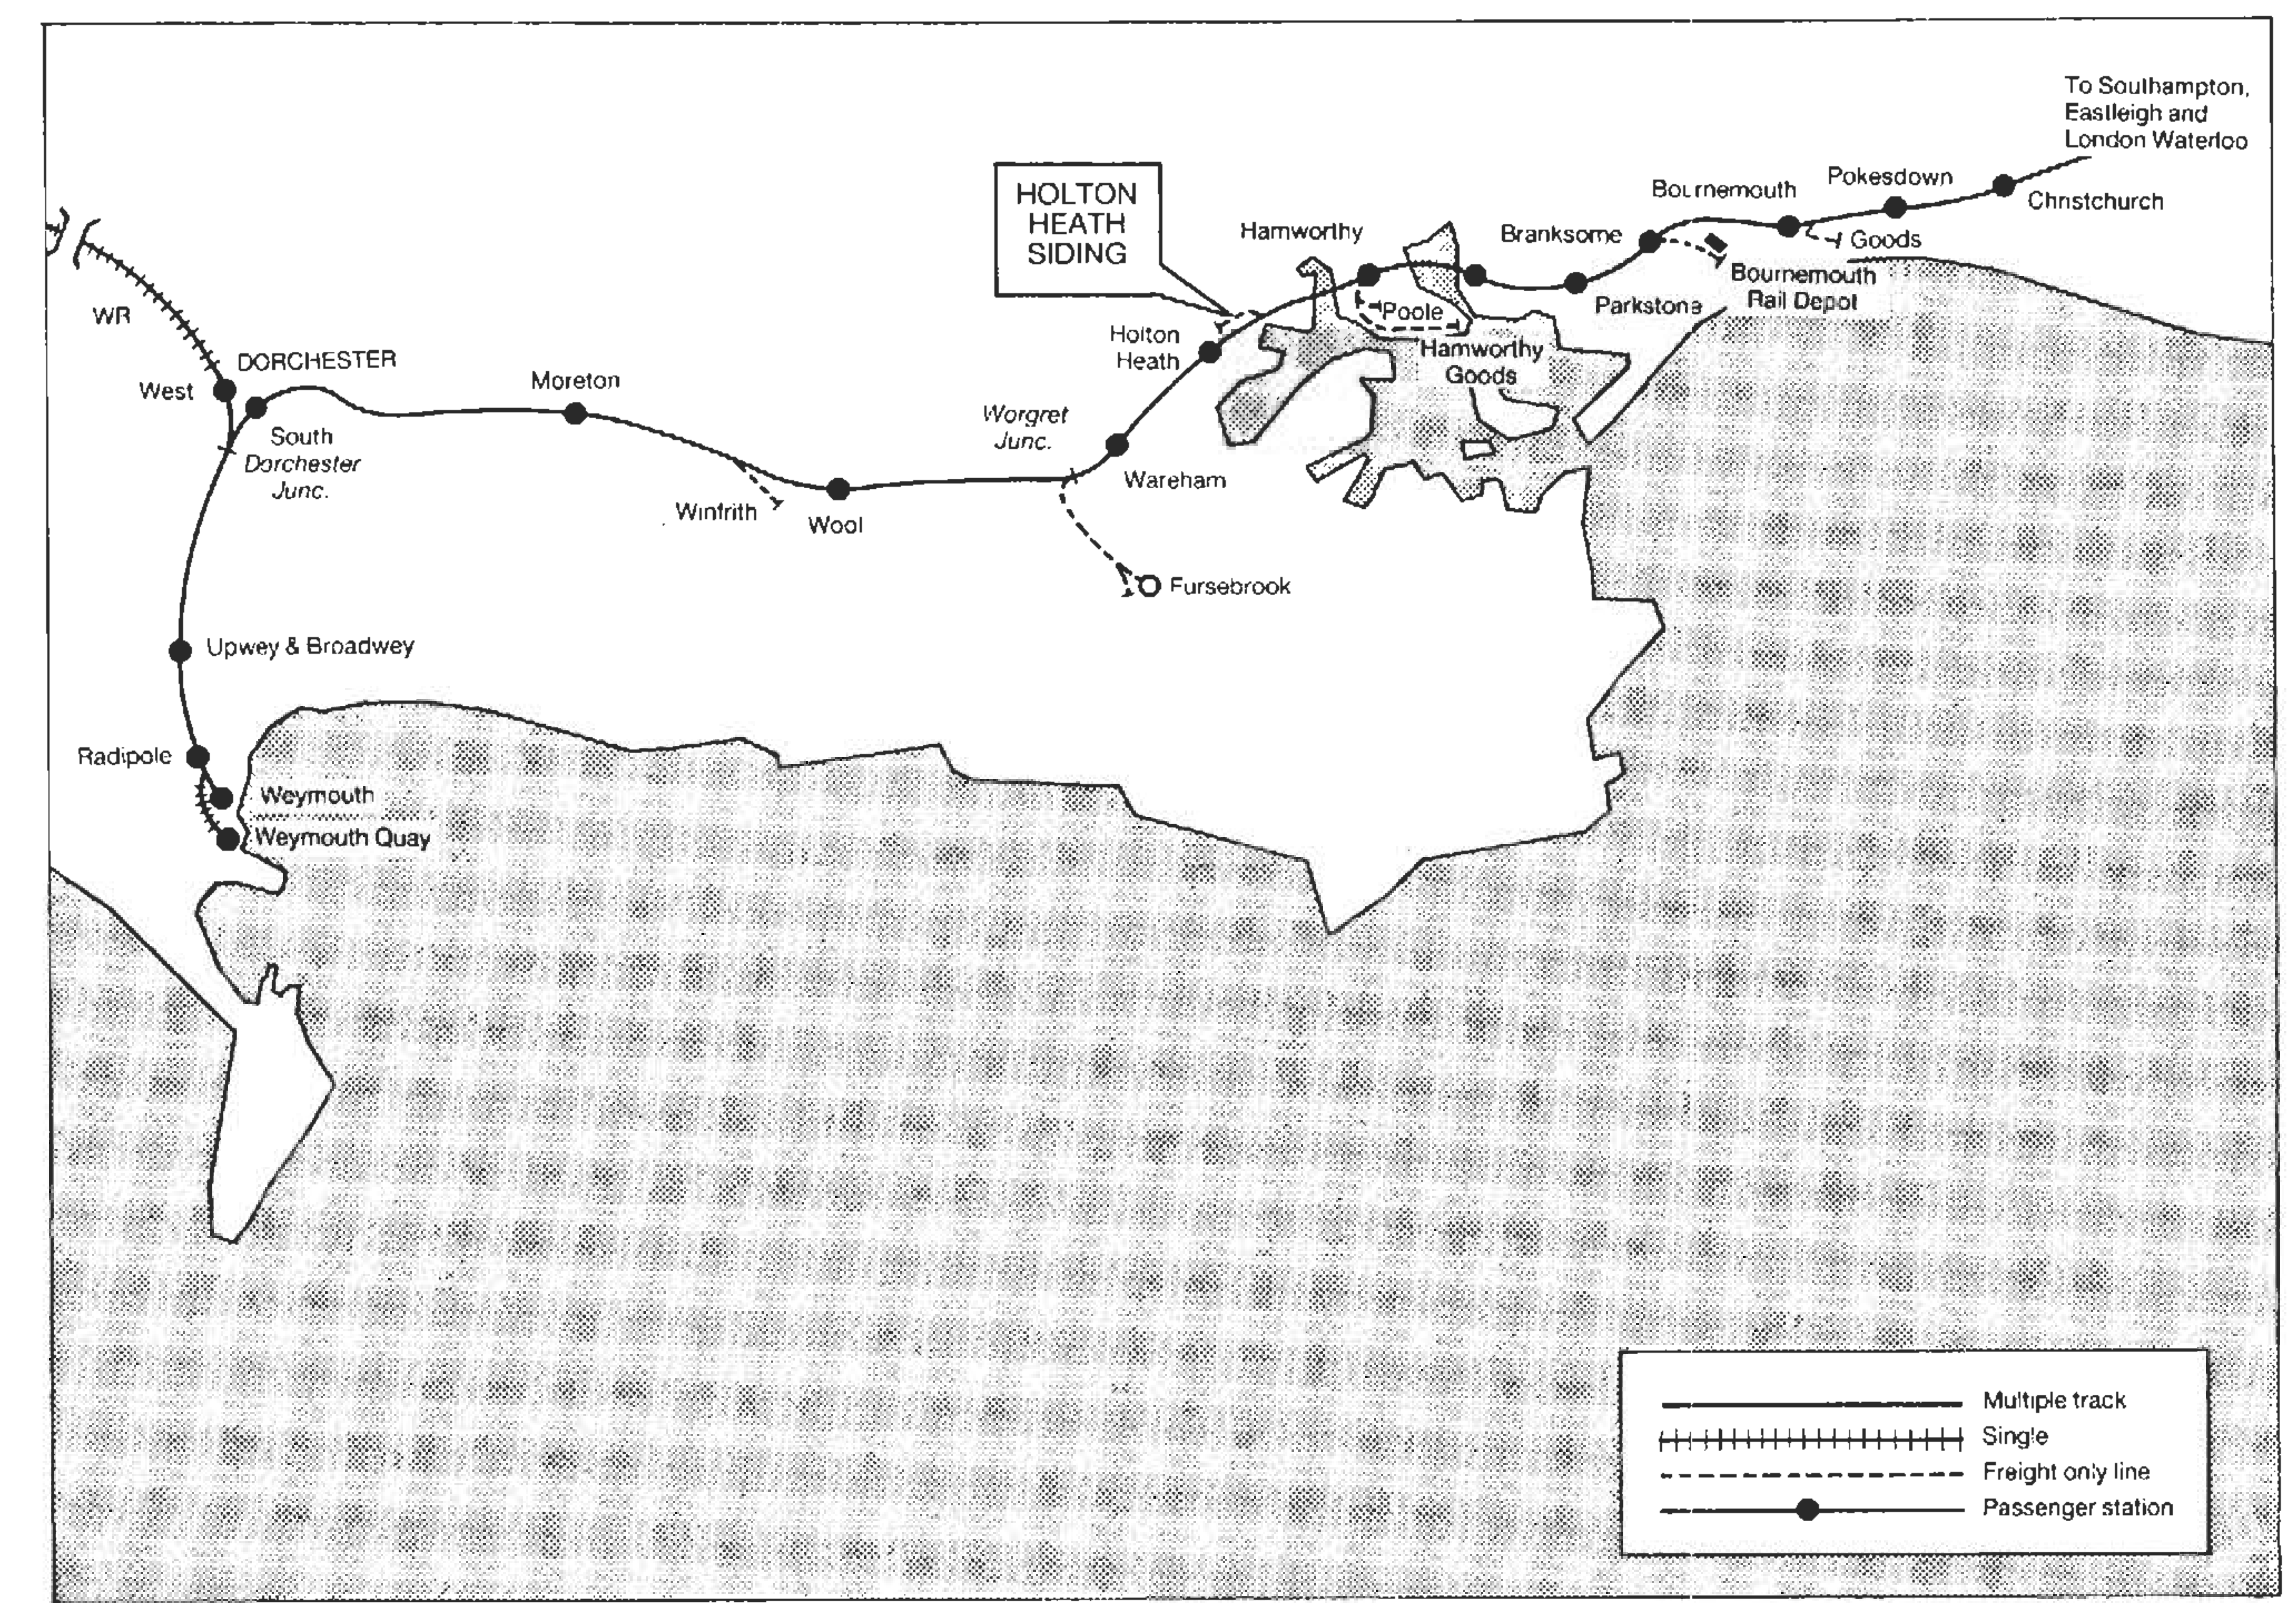 To Southampton,
Eastleigh and
London Waterloo
Pokesdown
Bournemouth
Christchurch
HOLTON
HEATH
SIDING
Hamworthy
Branksome
Goods
Bournemouth
Rail Depot
Parkstone
Poole
Hamworthy
Goods
Holton
Heath
WR
DORCHESTER
West
Moreton
South
Dorchester
Junc.
Worgret
Junc.
Wareham
Winfrith
Wool
Fursebrook
Upwey & Broadwey
Radipole
Weymouth
Weymouth Quay
Multiple track
Single
Freight only line
Passenger station